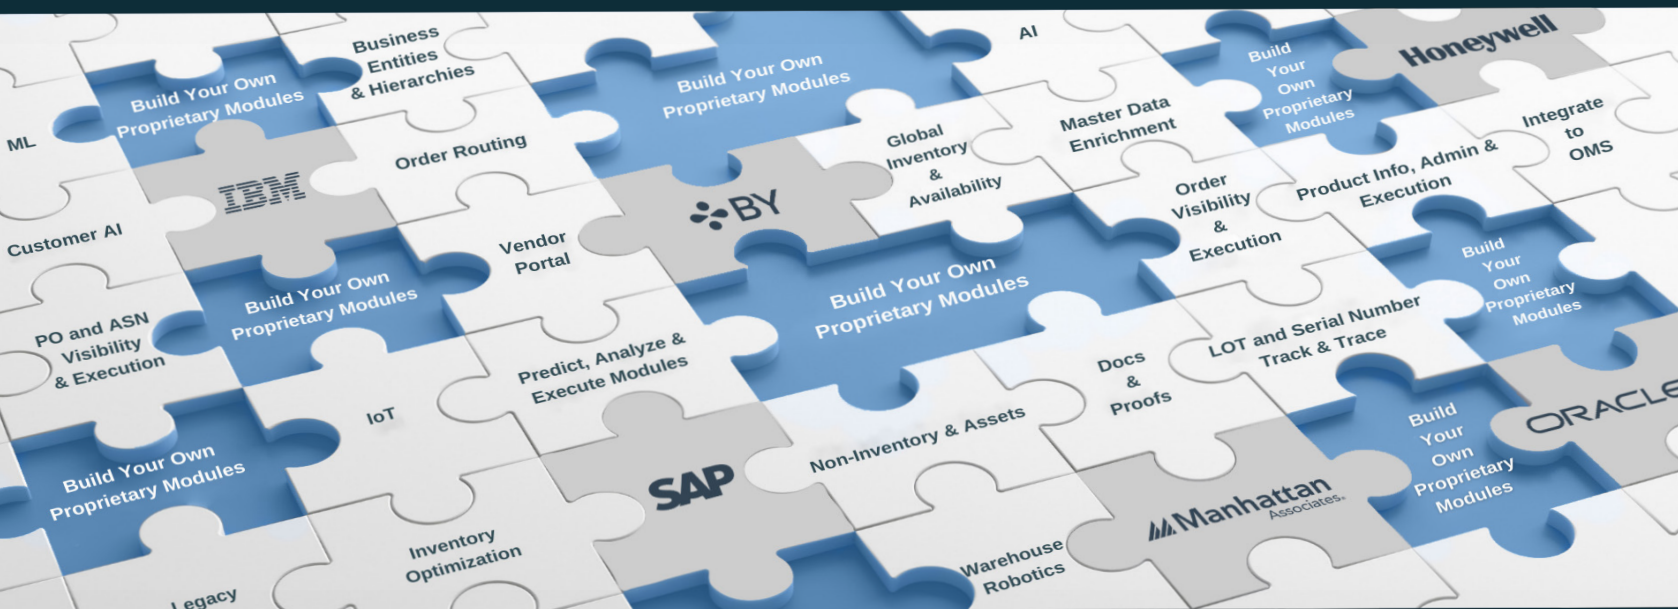 Business
Entities
& Hierarchies
AI
Build
Your
Own
Proprietary
Modules
Honeywell
Build Your Own
Proprietary Modules
Build Your Own
Proprietary Modules
ML
Order Routing
Global
Inventory
&
Availability
Master Data
Enrichment
Integrate
to
OMS
IBM
BY
Order
Visibility
&
Execution
Product Info, Admin &
Execution
Customer AI
Vendor
Portal
Build Your Own
Proprietary Modules
Build Your Own
Proprietary Modules
Build
Your
Own
Proprietary
Modules
PO and ASN
Visibility
& Execution
Predict, Analyze &
Execute Modules
Docs
&
Proofs
LOT and Serial Number
Track & Trace
IoT
Non-Inventory & Assets
Build
Your
Own
Proprietary
Modules
ORACLE
Build Your Own
Proprietary Modules
SAP
Manhattan
Associates
Inventory
Optimization
Warehouse
Robotics
Legacy